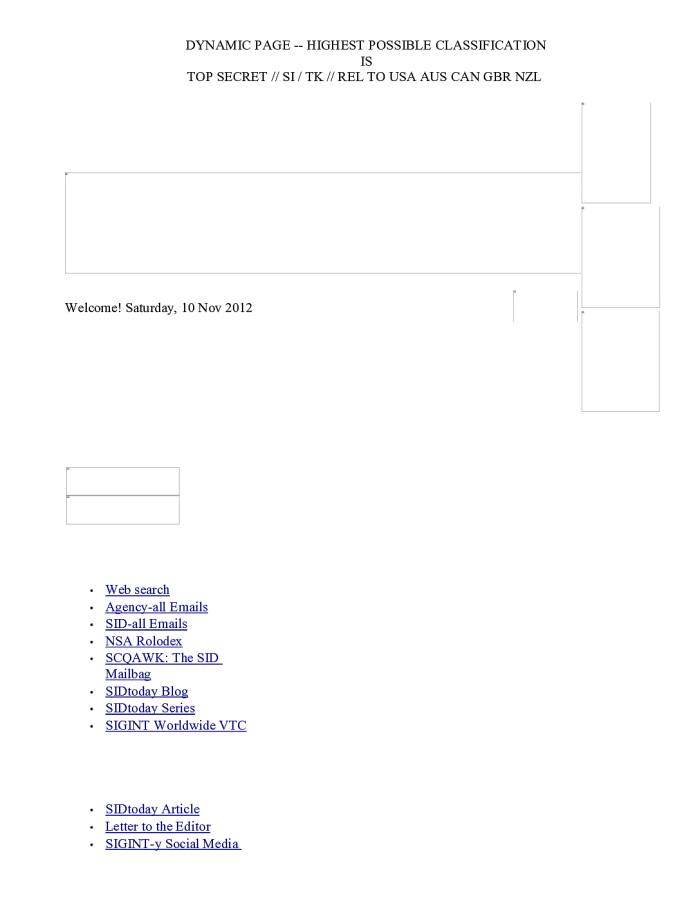 DYNAMIC PAGE -- HIGHEST POSSIBLE CLASSIFICATION
IS
TOP SECRET // SI / TK // REL TO USA AUS CAN GBR NZL
Welcome! Saturday, 10 Nov 2012
• Web search
• Agency-all Emails
• SID-all Emails
• NSA Rolodex
• SCQAWK: The SID
Mailbag
• SIDtoday Blog
• SIDtoday Series
• SIGINT Worldwide VTC
• SIDtoday Article
• Letter to the Editor
• SIGINT-y Social Media